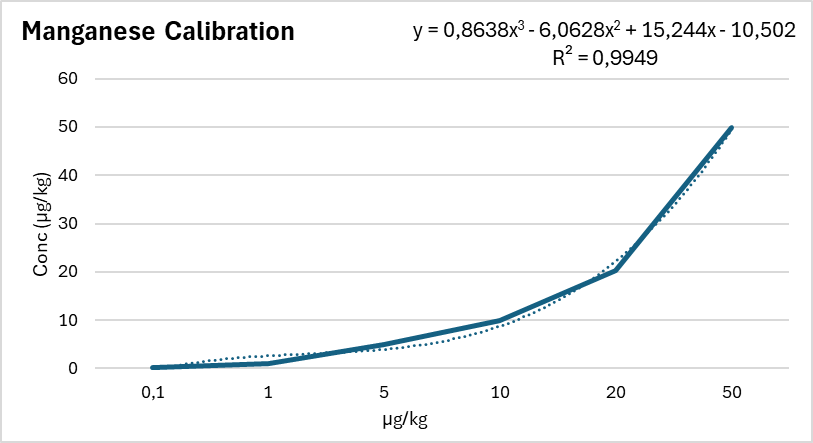 Manganese Calibration
y = 0,8638x³ - 6,0628x² + 15,244x - 10,502
R² = 0,9949
60
50
40
30
20
10
0
Conc (µg/kg)
0,1 1 5 10 20 50
µg/kg